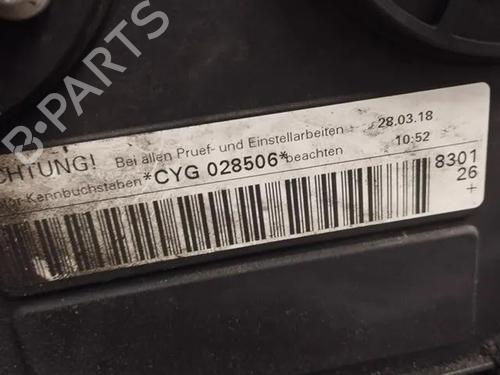 B-PARTS
CHTUNG! Bei allen Pruef- und Einstellarbeiten 28.03.18
Kennbuchstaben *CYG 028506* beachten 10:52
8301
26
+